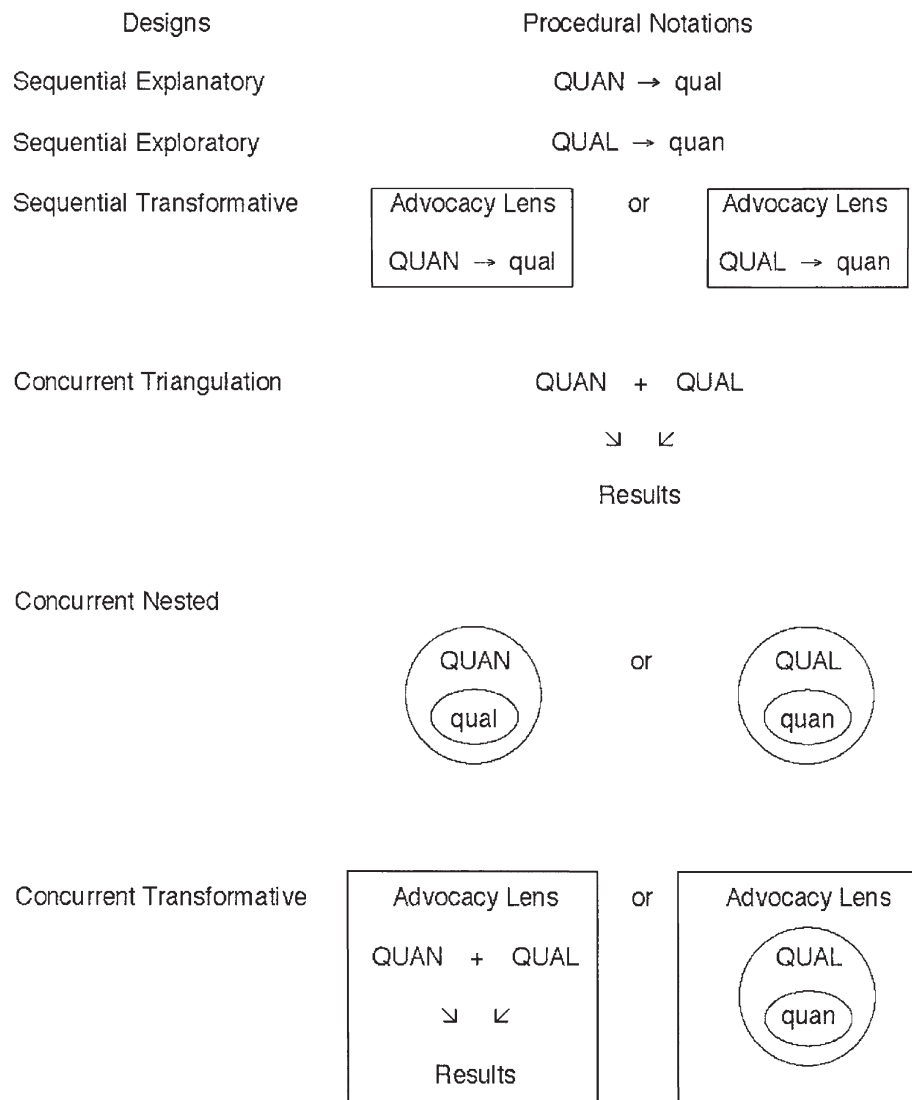 Designs Procedural Notations
Sequential Explanatory QUAN → qual
Sequential Exploratory QUAL → quan
Sequential Transformative Advocacy Lens or Advocacy Lens
QUAN → qual QUAL → quan
Concurrent Triangulation QUAN + QUAL
↘ ↙
Results
Concurrent Nested
QUAN or QUAL
qual quan
Concurrent Transformative Advocacy Lens or Advocacy Lens
QUAN + QUAL QUAL
↘ ↙ quan
Results